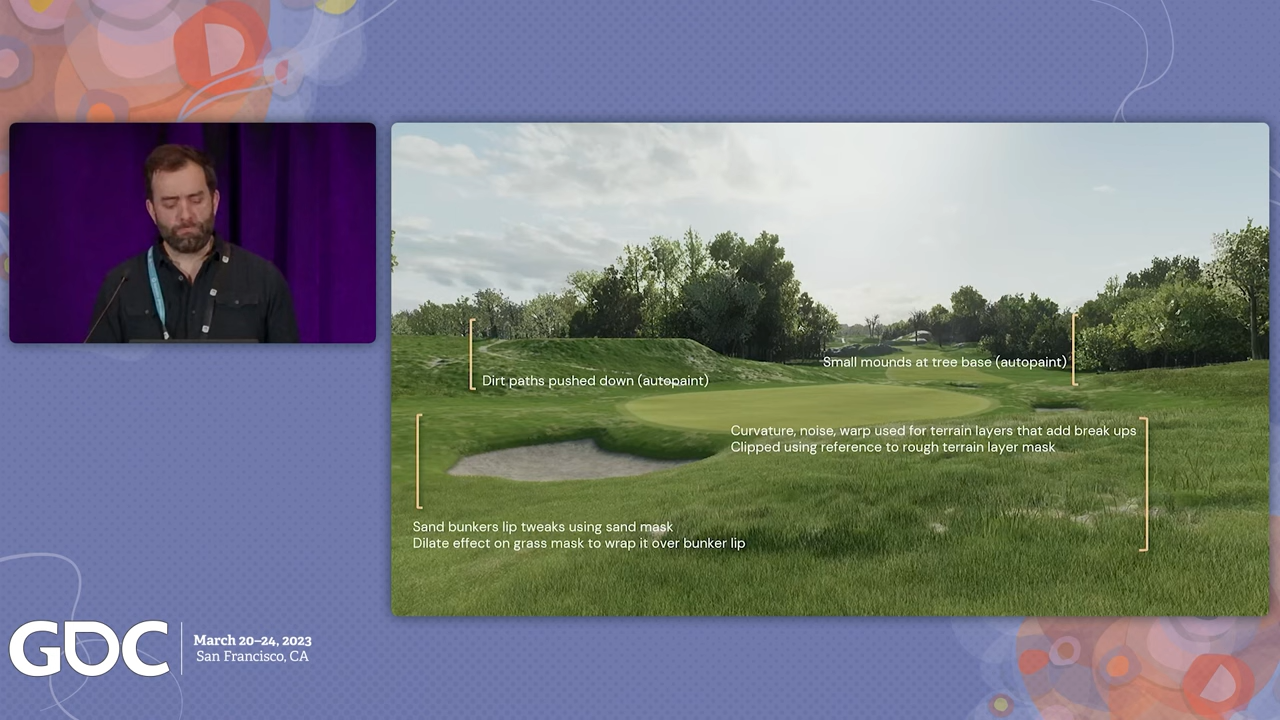 Small mounds at tree base (autopaint)
Dirt paths pushed down (autopaint)
Curvature, noise, warp used for terrain layers that add break ups
Clipped using reference to rough terrain layer mask
Sand bunkers lip tweaks using sand mask
Dilate effect on grass mask to wrap it over bunker lip
GDC
March 20–24, 2023
San Francisco, CA